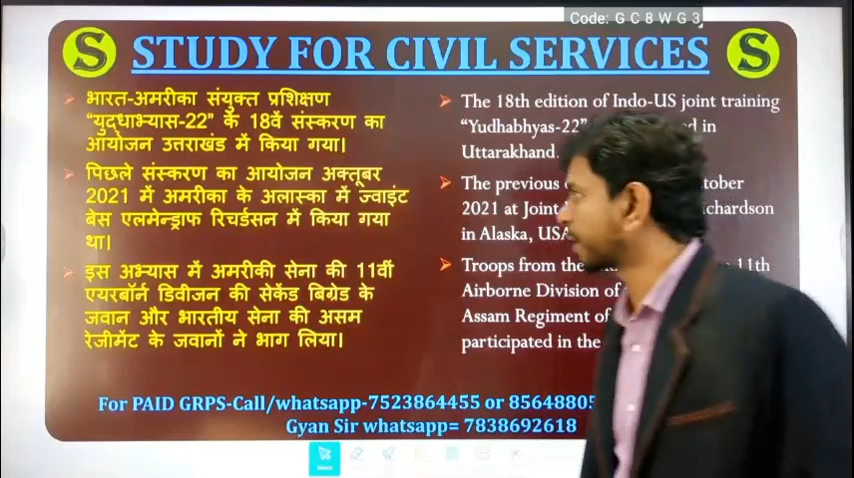 Code: G C 8 W G 3
S STUDY FOR CIVIL SERVICES S
➢ भारत-अमरीका संयुक्त प्रशिक्षण
“युद्धाभ्यास-22” के 18वें संस्करण का
आयोजन उत्तराखंड में किया गया।
➢ पिछले संस्करण का आयोजन अक्तूबर
2021 में अमरीका के अलास्का में ज्वाइंट
बेस एलमेन्ड्राफ रिचर्डसन में किया गया
था।
➢ इस अभ्यास में अमरीकी सेना की 11वीं
एयरबॉर्न डिवीजन की सेकेंड बिग्रेड के
जवान और भारतीय सेना की असम
रेजीमेंट के जवानों ने भाग लिया।
➢ The 18th edition of Indo-US joint training
“Yudhabhyas-22” in
Uttarakhand.
➢ The previous
2021 at Joint
in Alaska, USA
➢ Troops from the 11th
Airborne Division of
Assam Regiment of
participated in the
For PAID GRPS-Call/whatsapp-7523864455 or 85648805
Gyan Sir whatsapp= 7838692618